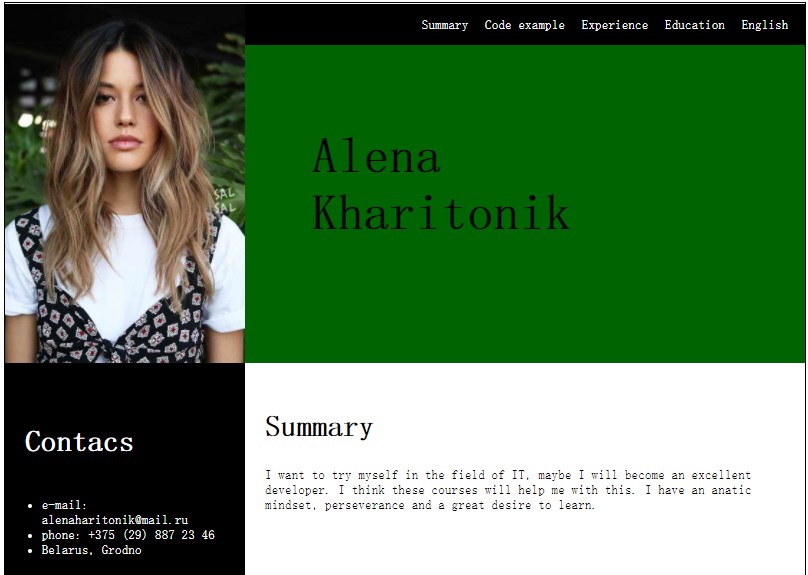 Summary Code example Experience Education English
SAL
SAL
Alena
Kharitonik
Contacs
e-mail:
alenaharitonik@mail.ru
phone: +375 (29) 887 23 46
Belarus, Grodno
Summary
I want to try myself in the field of IT, maybe I will become an excellent
developer. I think these courses will help me with this. I have an anatic
mindset, perseverance and a great desire to learn.